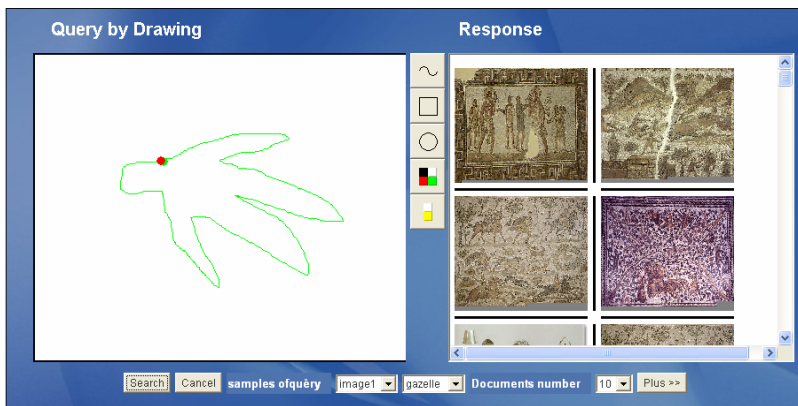 Query by Drawing
Response
Search Cancel samples ofquèry image1 gazelle Documents number 10 Plus >>